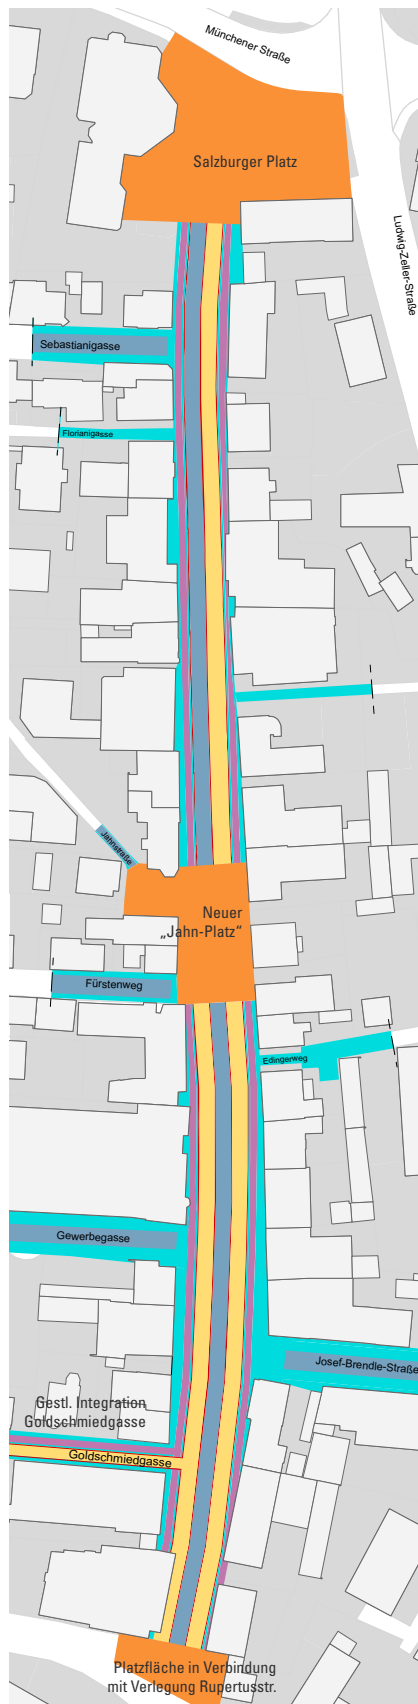 Münchener Straße
Salzburger Platz
Ludwig-Zeller-Straße
Sebastianigasse
Florianigasse
Jahnstraße
Neuer
„Jahn-Platz“
Fürstenweg
Edingerweg
Gewerbegasse
Josef-Brendle-Straße
Gestl. Integration
Goldschmiedgasse
Goldschmiedgasse
Platzfläche in Verbindung
mit Verlegung Rupertusstr.